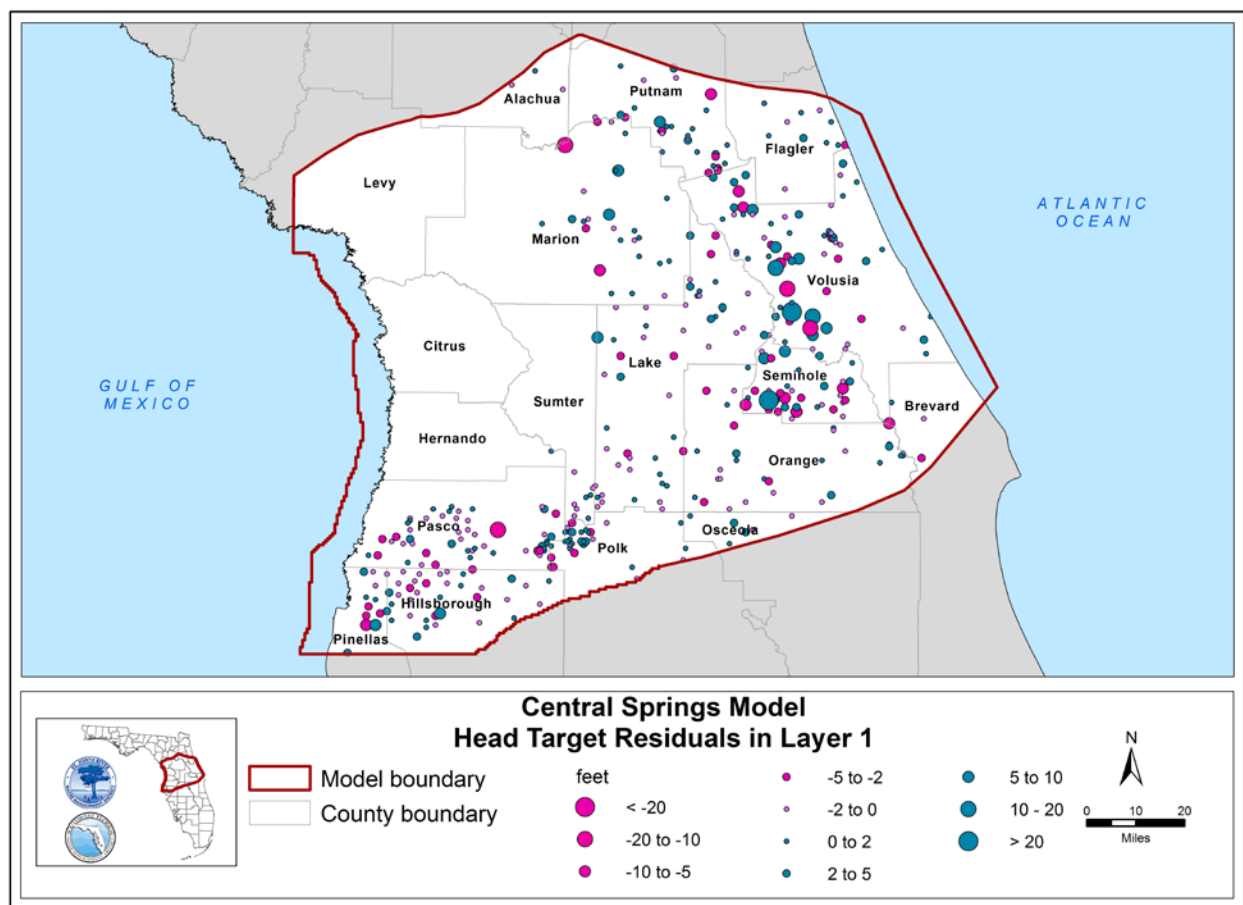 Alachua
Putnam
Flagler
Levy
ATLANTIC
OCEAN
Marion
Volusia
Citrus
Lake
GULF OF
MEXICO
Seminole
Sumter
Brevard
Hernando
Orange
Pasco
Osceola
Polk
Hillsborough
Pinellas
Central Springs Model
Head Target Residuals in Layer 1
feet
Model boundary
County boundary
< -20
-20 to -10
-10 to -5
-5 to -2
-2 to 0
0 to 2
2 to 5
5 to 10
10 - 20
> 20
N
0 5 10 20
Miles